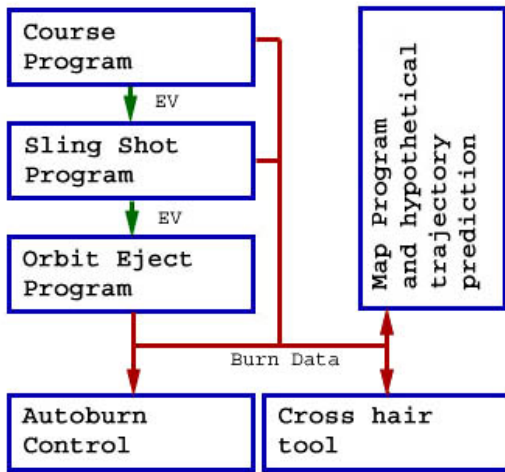 Course
Program
EV
Sling Shot
Program
EV
Orbit Eject
Program
Map Program
and hypothetical
trajectory
prediction
Burn Data
Autoburn
Control
Cross hair
tool